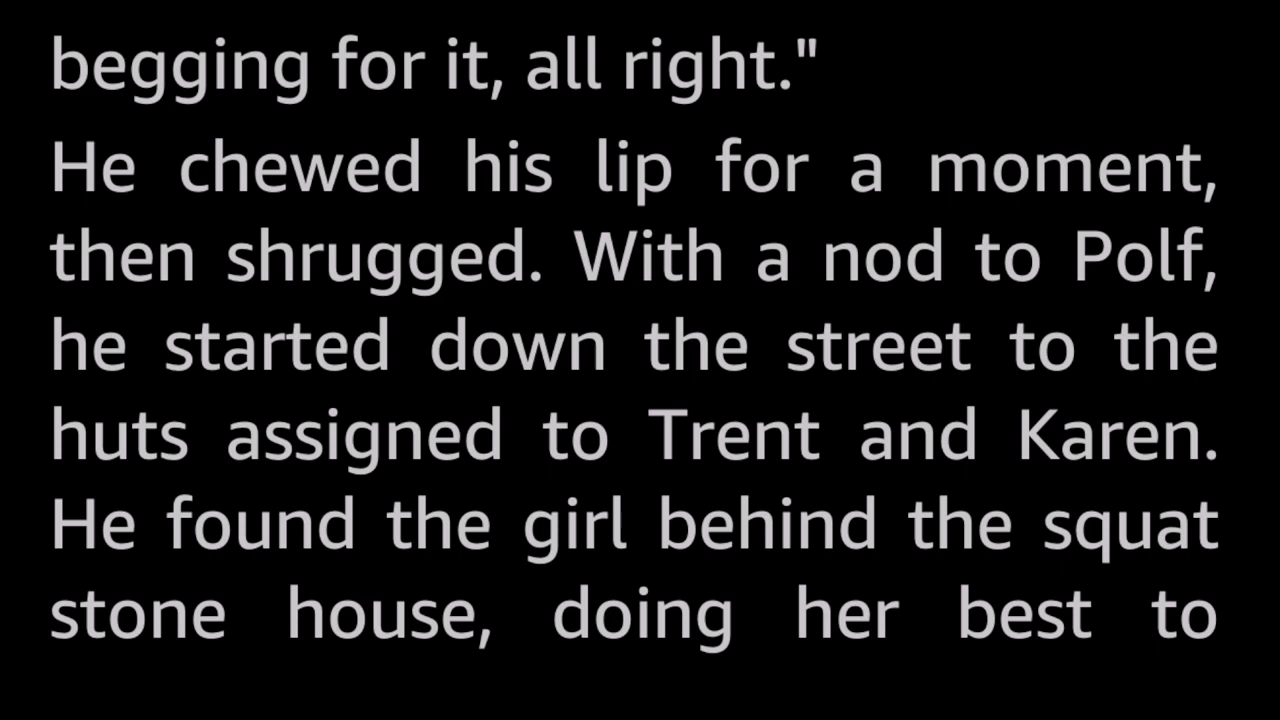 begging for it, all right."
He chewed his lip for a moment,
then shrugged. With a nod to Polf,
he started down the street to the
huts assigned to Trent and Karen.
He found the girl behind the squat
stone house, doing her best to